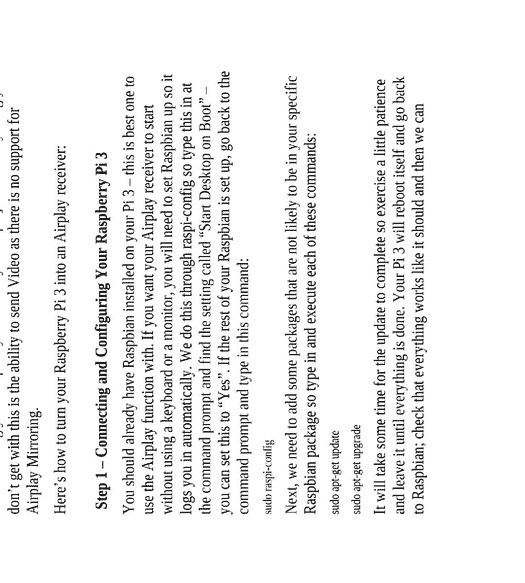 don’t get with this is the ability to send Video as there is no support for
Airplay Mirroring.
Here’s how to turn your Raspberry Pi 3 into an Airplay receiver:
Step 1 – Connecting and Configuring Your Raspberry Pi 3
You should already have Raspbian installed on your Pi 3 – this is best one to
use the Airplay function with. If you want your Airplay receiver to start
without using a keyboard or a monitor, you will need to set Raspbian up so it
logs you in automatically. We do this through raspi-config so type this in at
the command prompt and find the setting called “Start Desktop on Boot” –
you can set this to “Yes”. If the rest of your Raspbian is set up, go back to the
command prompt and type in this command:
sudo raspi-config
Next, we need to add some packages that are not likely to be in your specific
Raspbian package so type in and execute each of these commands:
sudo apt-get update
sudo apt-get upgrade
It will take some time for the update to complete so exercise a little patience
and leave it until everything is done. Your Pi 3 will reboot itself and go back
to Raspbian; check that everything works like it should and then we can